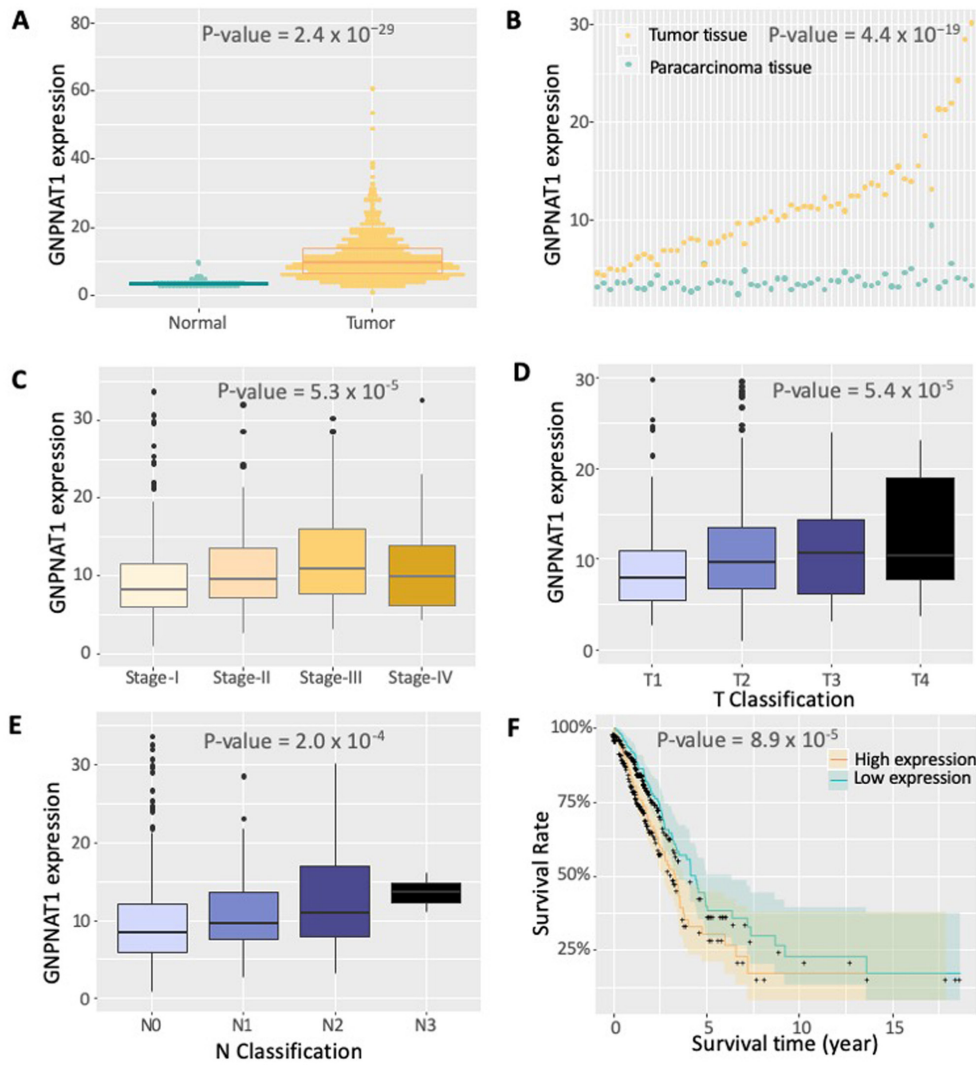 A
P-value = 2.4 x 10⁻²⁹
GNPNAT1 expression
80
60
40
20
0
Normal
Tumor
B
Tumor tissue
Paracarcinoma tissue
P-value = 4.4 x 10⁻¹⁹
GNPNAT1 expression
30
20
10
C
P-value = 5.3 x 10⁻⁵
GNPNAT1 expression
30
20
10
0
Stage-I
Stage-II
Stage-III
Stage-IV
D
P-value = 5.4 x 10⁻⁵
GNPNAT1 expression
30
20
10
0
T1
T2
T3
T4
T Classification
E
P-value = 2.0 x 10⁻⁴
GNPNAT1 expression
30
20
10
0
N0
N1
N2
N3
N Classification
F
P-value = 8.9 x 10⁻⁵
High expression
Low expression
Survival Rate
100%
75%
50%
25%
0
5
10
15
Survival time (year)